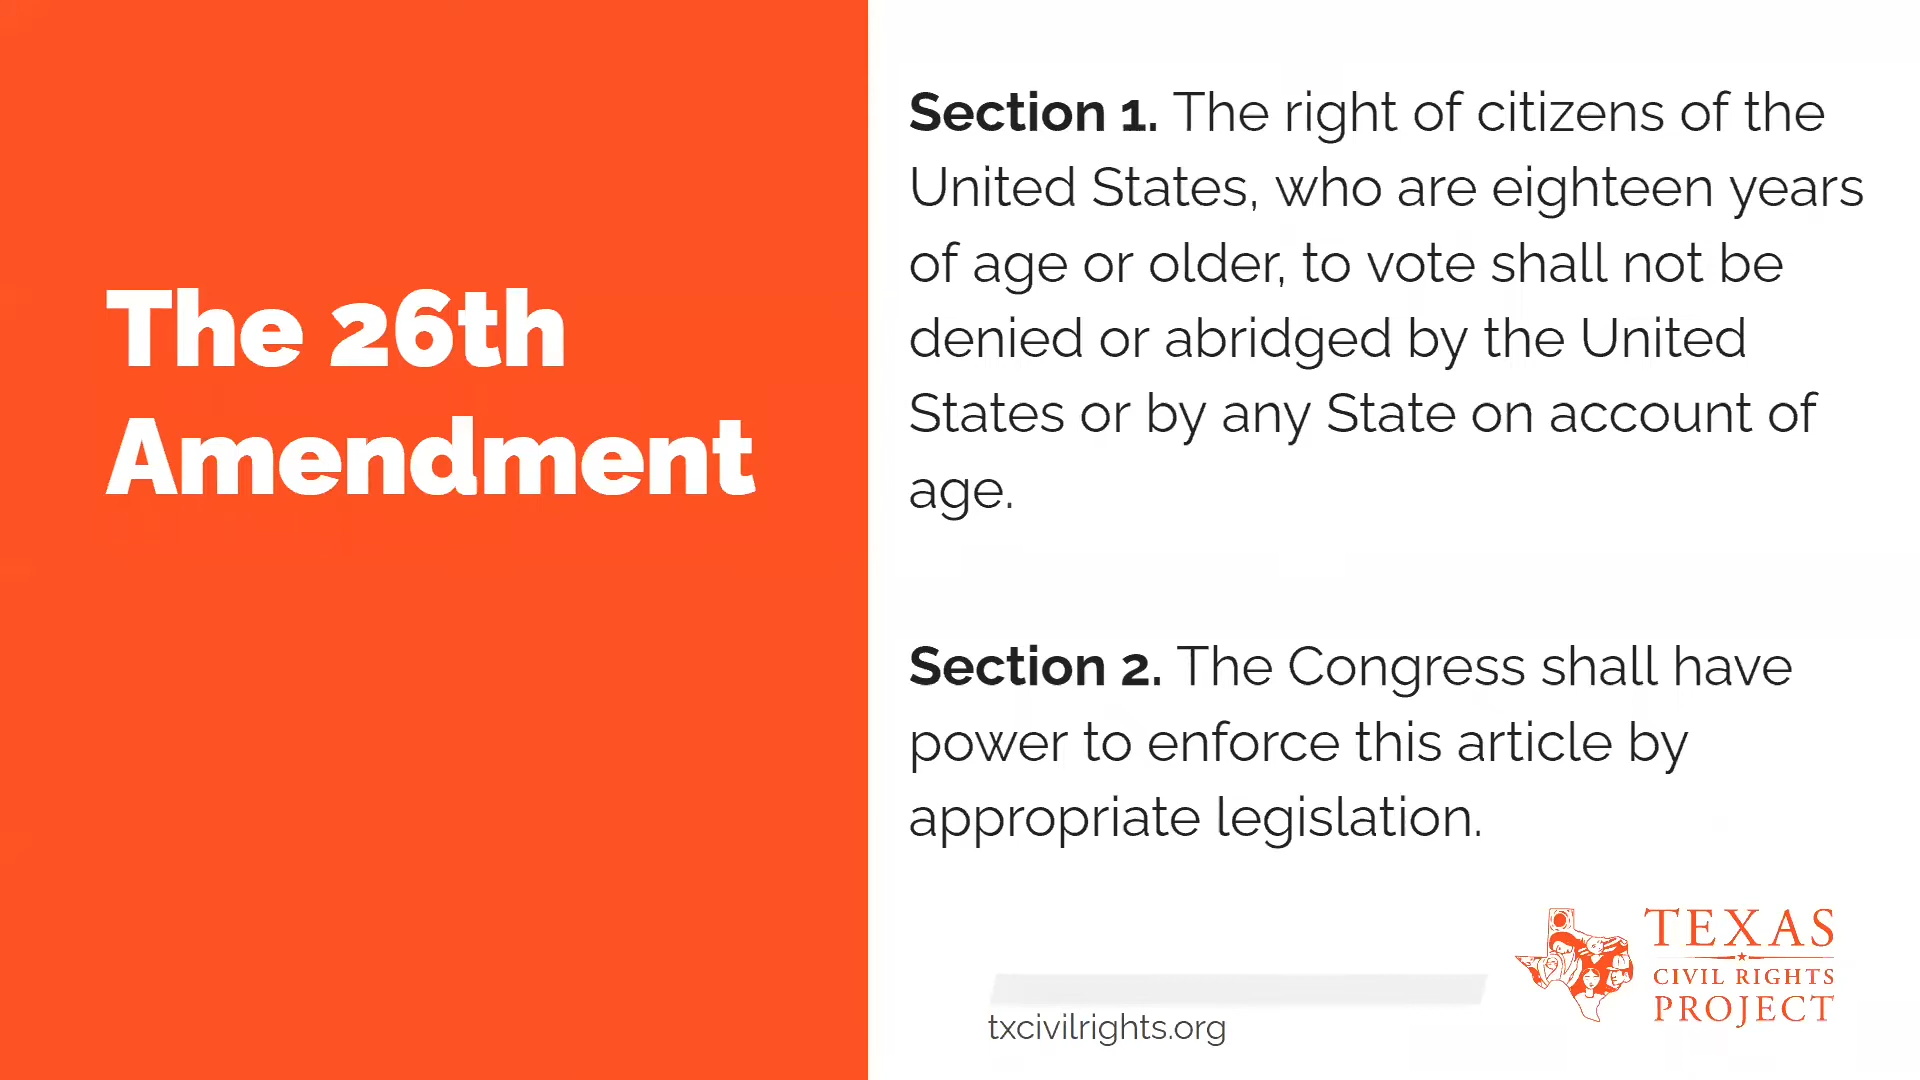 The 26th
Amendment
Section 1. The right of citizens of the
United States, who are eighteen years
of age or older, to vote shall not be
denied or abridged by the United
States or by any State on account of
age.
Section 2. The Congress shall have
power to enforce this article by
appropriate legislation.
txcivilrights.org
TEXAS
CIVIL RIGHTS
PROJECT